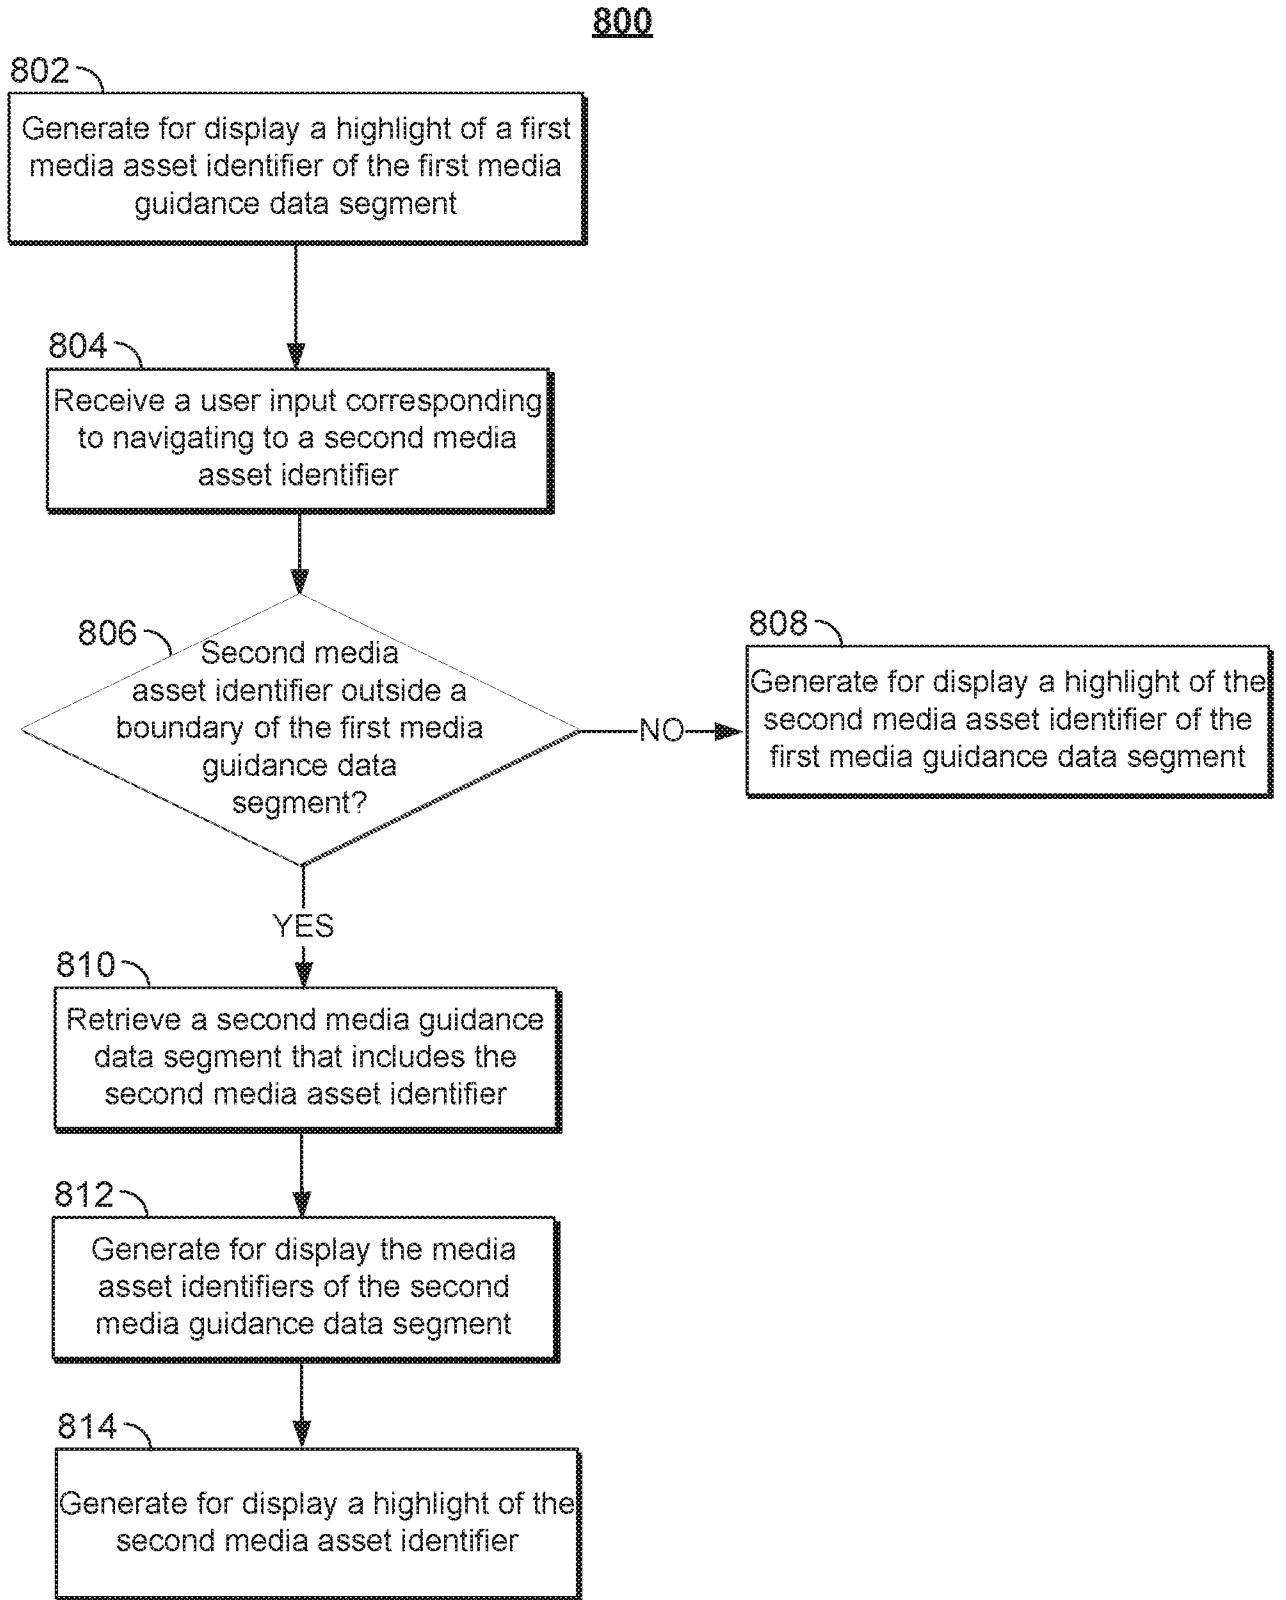 800
802
Generate for display a highlight of a first
media asset identifier of the first media
guidance data segment
804
Receive a user input corresponding
to navigating to a second media
asset identifier
806
Second media
asset identifier outside a
boundary of the first media
guidance data
segment?
NO
808
Generate for display a highlight of the
second media asset identifier of the
first media guidance data segment
YES
810
Retrieve a second media guidance
data segment that includes the
second media asset identifier
812
Generate for display the media
asset identifiers of the second
media guidance data segment
814
Generate for display a highlight of the
second media asset identifier